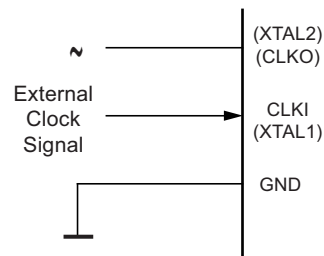 ~
(XTAL2)
(CLKO)
External
Clock
Signal
CLKI
(XTAL1)
GND